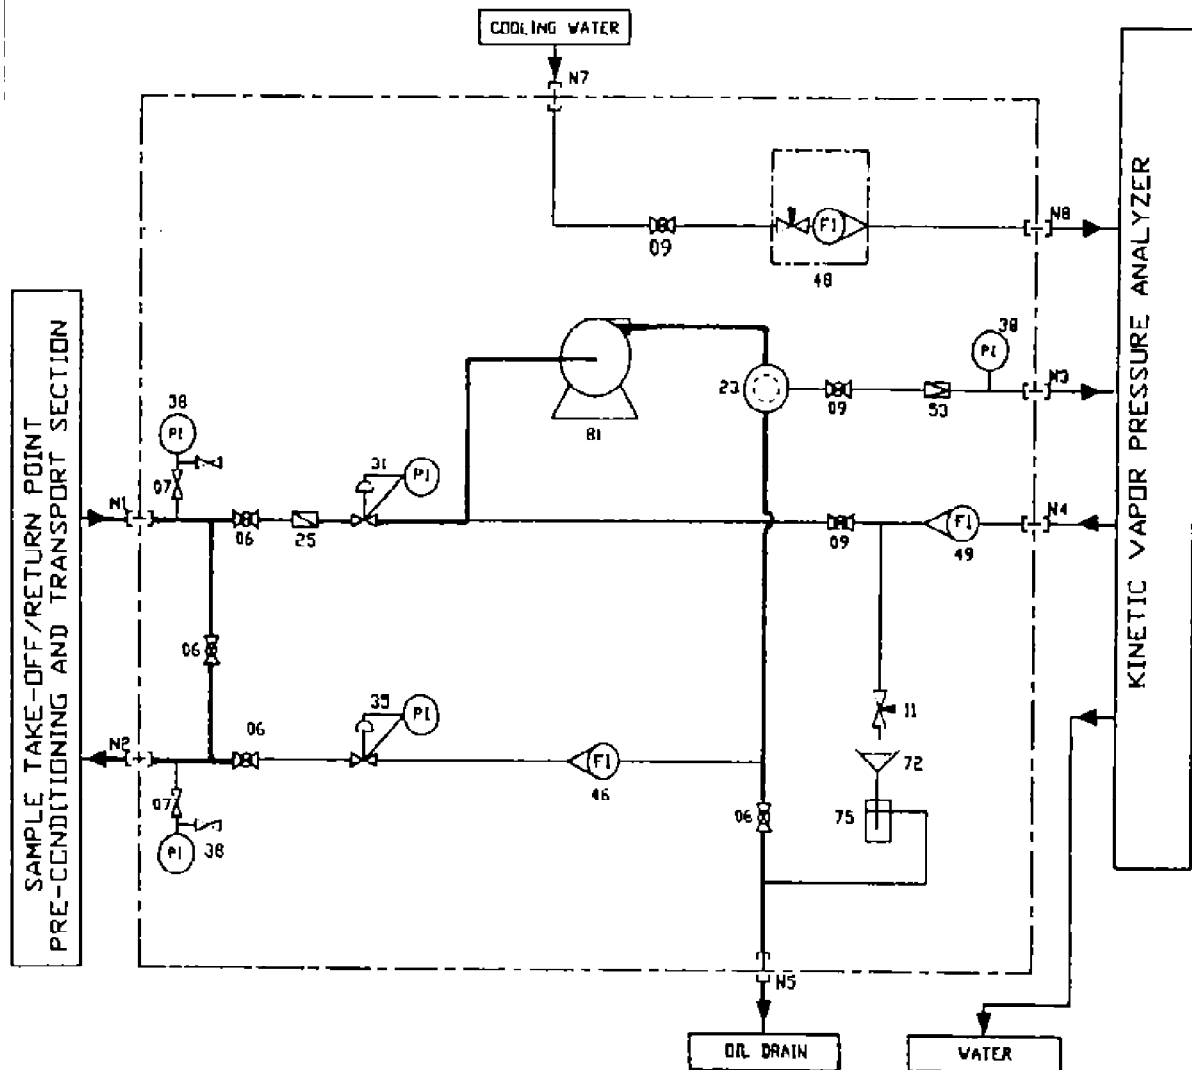 COOLING WATER
N7
09
FI
48
N8
KINETIC VAPOR PRESSURE ANALYZER
SAMPLE TAKE-OFF/RETURN POINT
PRE-CONDITIONING AND TRANSPORT SECTION
81
23
09
53
38
PI
N3
38
PI
07
N1
06
25
31
PI
09
FI
49
N4
06
N2
06
35
PI
FI
46
07
PI
38
06
11
72
75
N5
OIL DRAIN
WATER